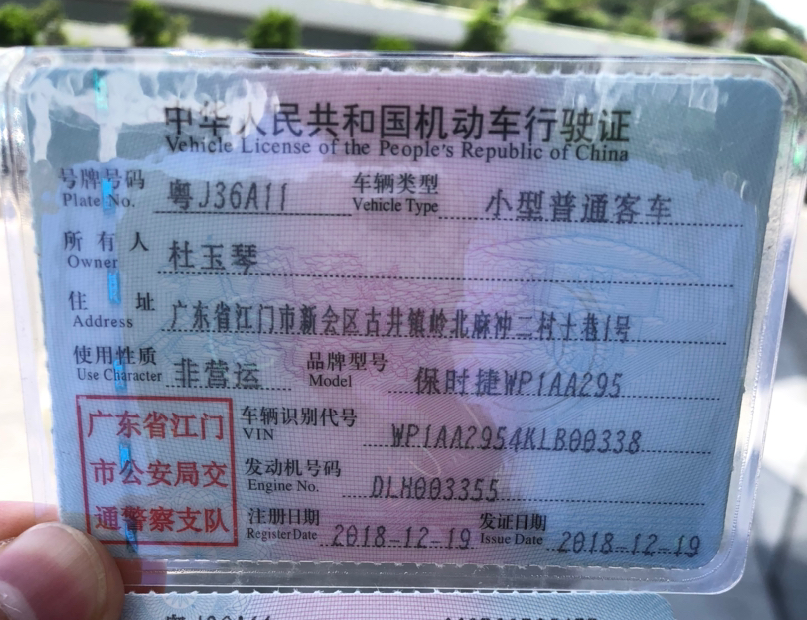 中华人民共和国机动车行驶证
Vehicle License of the People's Republic of China
号牌号码 粤J36A11 车辆类型 小型普通客车
Plate No. Vehicle Type
所有人 杜玉琴
Owner
住址 广东省江门市新会区古井镇岭北麻冲二村十巷1号
Address
使用性质 非营运 品牌型号 保时捷WP1AA295
Use Character Model
车辆识别代号 WP1AA2954KLB00338
VIN
发动机号码 DLH003355
Engine No.
注册日期 2018-12-19 发证日期 2018-12-19
Register Date Issue Date
广东省江门
市公安局交
通警察支队